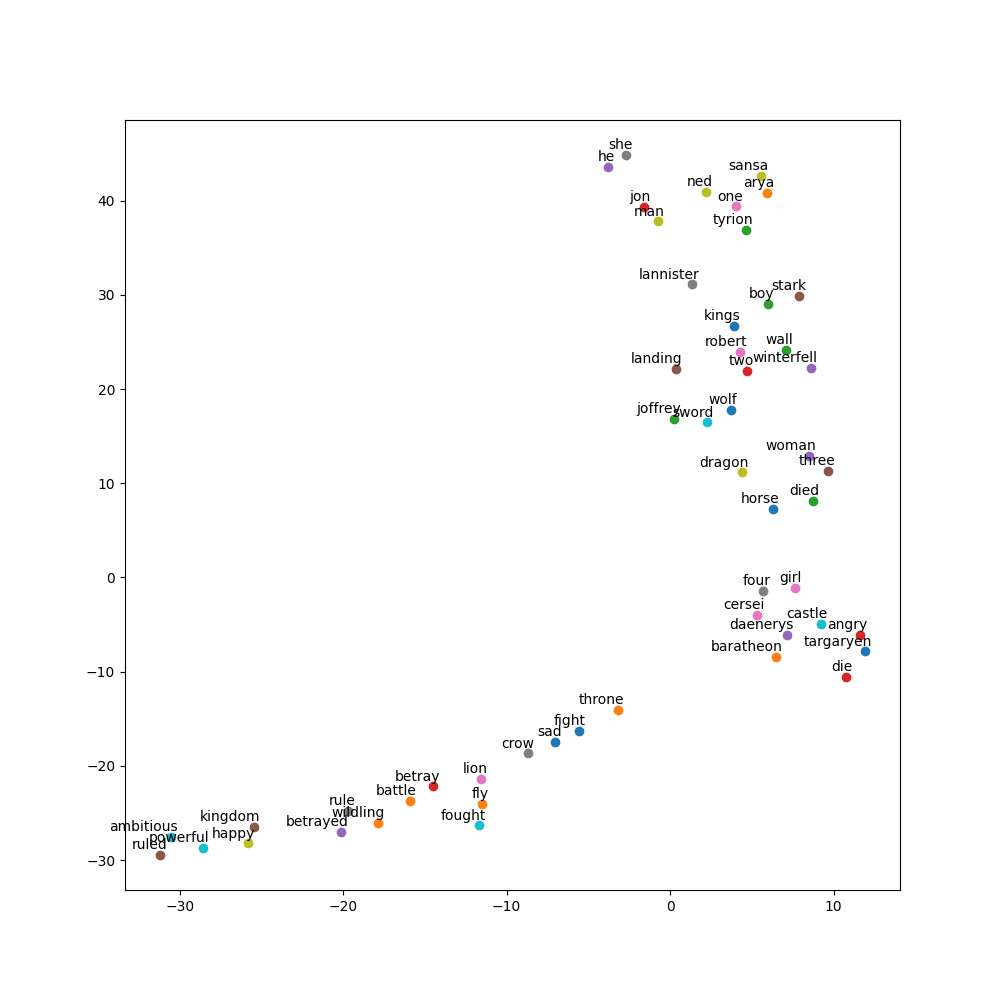 she
he
sansa
ned
arya
jon
one
man
tyrion
lannister
stark
boy
kings
robert
wall
landing
two
winterfell
wolf
joffrey
sword
woman
three
dragon
died
horse
four
girl
cersei
castle
daenerys
angry
targaryen
baratheon
die
throne
fight
sad
crow
lion
betray
battle
fly
rule
wildling
fought
kingdom
betrayed
ambitious
happy
powerful
ruled
40
30
20
10
0
−10
−20
−30
−30
−20
−10
0
10